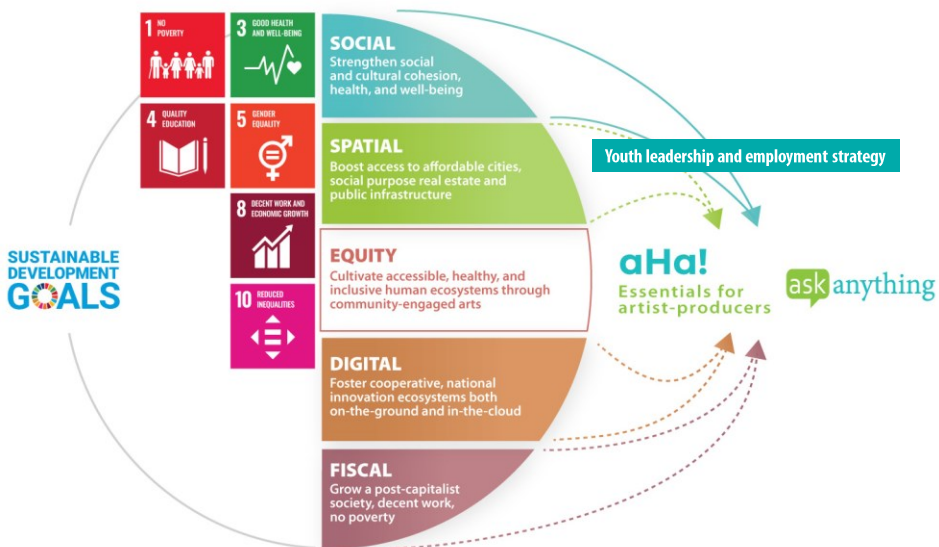 1 NO
POVERTY
3 GOOD HEALTH
AND WELL-BEING
4 QUALITY
EDUCATION
5 GENDER
EQUALITY
8 DECENT WORK AND
ECONOMIC GROWTH
10 REDUCED
INEQUALITIES
SUSTAINABLE
DEVELOPMENT
GOALS
SOCIAL
Strengthen social
and cultural cohesion,
health, and well-being
SPATIAL
Boost access to affordable cities,
social purpose real estate and
public infrastructure
EQUITY
Cultivate accessible, healthy, and
inclusive human ecosystems through
community-engaged arts
DIGITAL
Foster cooperative, national
innovation ecosystems both
on-the-ground and in-the-cloud
FISCAL
Grow a post-capitalist
society, decent work,
no poverty
Youth leadership and employment strategy
aHa!
Essentials for
artist-producers
ask anything